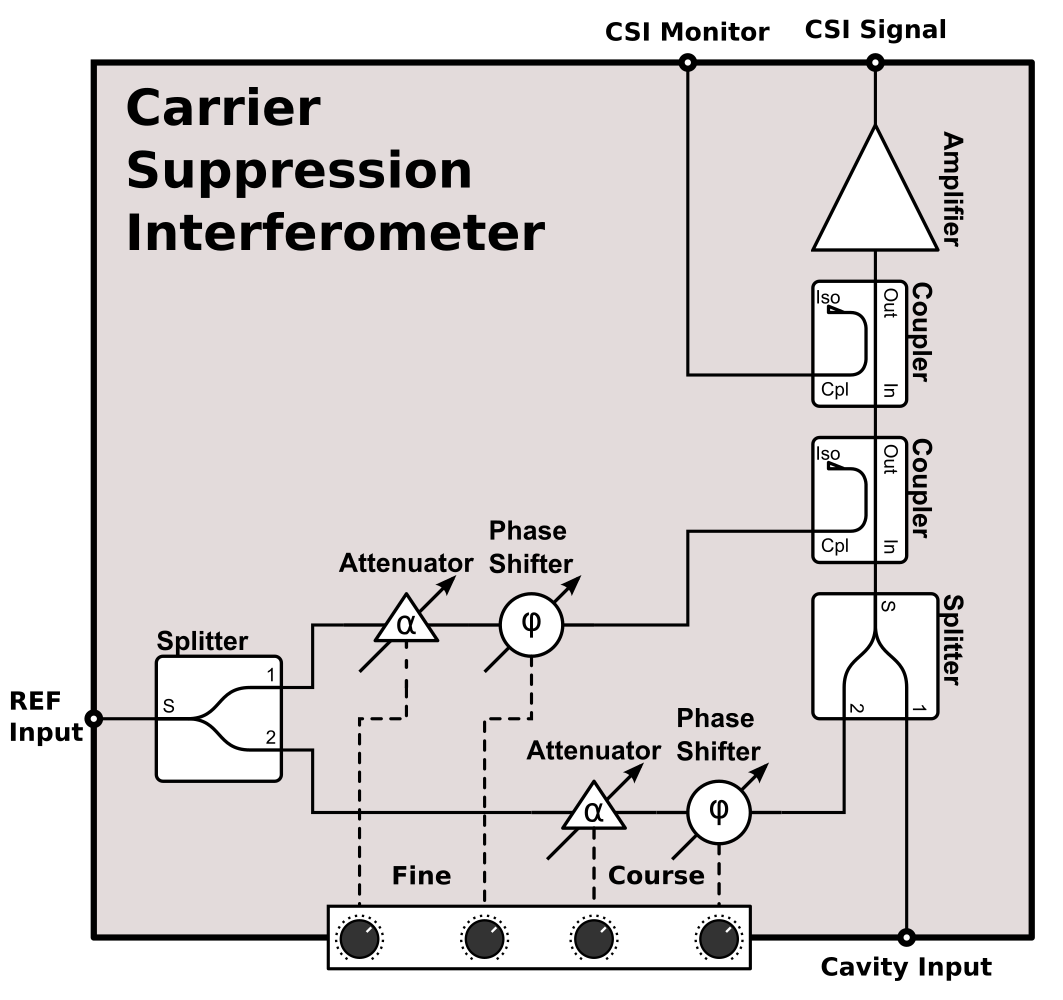 CSI Monitor
CSI Signal
Carrier
Suppression
Interferometer
Amplifier
Iso
Out
Coupler
Cpl
In
Iso
Out
Coupler
Cpl
In
Phase
Shifter
Attenuator
α
φ
S
Splitter
2
1
Splitter
S
1
2
REF
Input
Phase
Shifter
Attenuator
α
φ
Fine
Course
Cavity Input